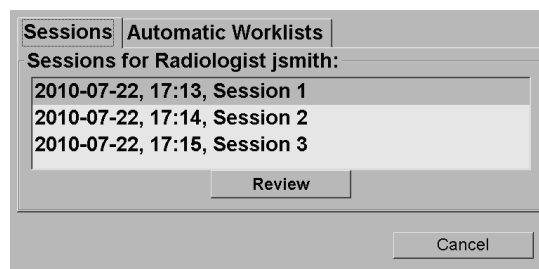 Sessions Automatic Worklists
Sessions for Radiologist jsmith:
2010-07-22, 17:13, Session 1
2010-07-22, 17:14, Session 2
2010-07-22, 17:15, Session 3
Review
Cancel